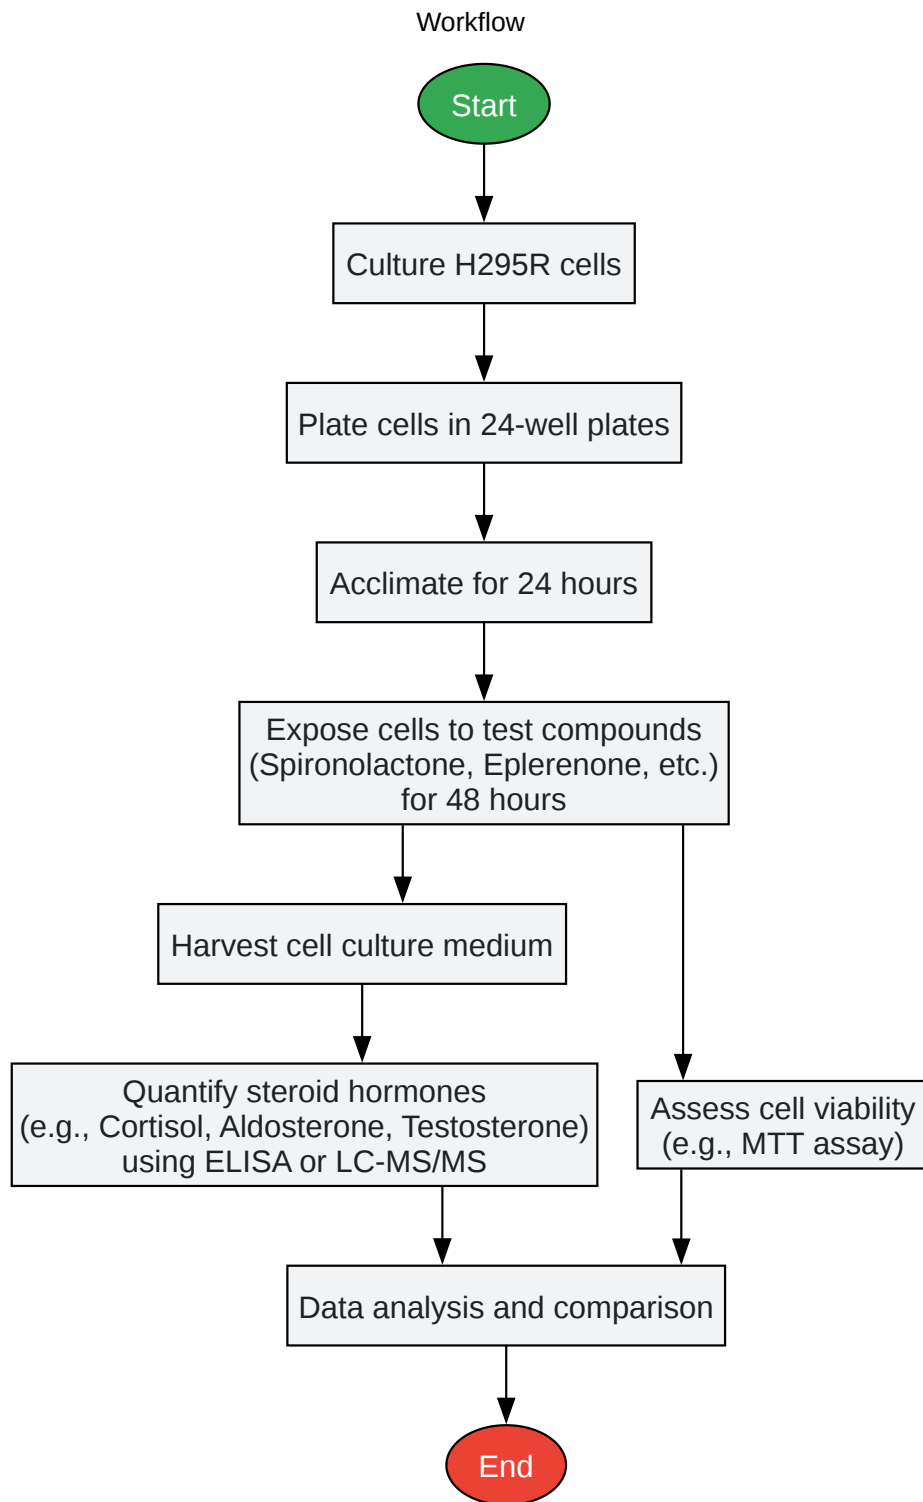 Workflow
Start
Culture H295R cells
Plate cells in 24-well plates
Acclimate for 24 hours
Expose cells to test compounds
(Spironolactone, Eplerenone, etc.)
for 48 hours
Harvest cell culture medium
Quantify steroid hormones
(e.g., Cortisol, Aldosterone, Testosterone)
using ELISA or LC-MS/MS
Assess cell viability
(e.g., MTT assay)
Data analysis and comparison
End